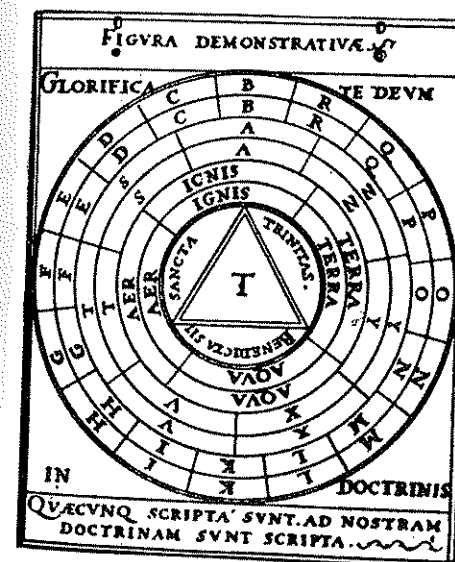 FIGVRA DEMONSTRATIVÆ
GLORIFICA TE DEVM
B R Q P O N M L K I H G F E D C
B R Q P O N M L K I H G F E D C
A Z Y X V T S
A Z Y X V T S
IGNIS TERRA AQVA AER
IGNIS TERRA AQVA AER
SANCTA TRINITAS.
BENEDICTA SIT
T
IN DOCTRINIS
QVÆCVNQ SCRIPTA SVNT. AD NOSTRAM
DOCTRINAM SVNT SCRIPTA.